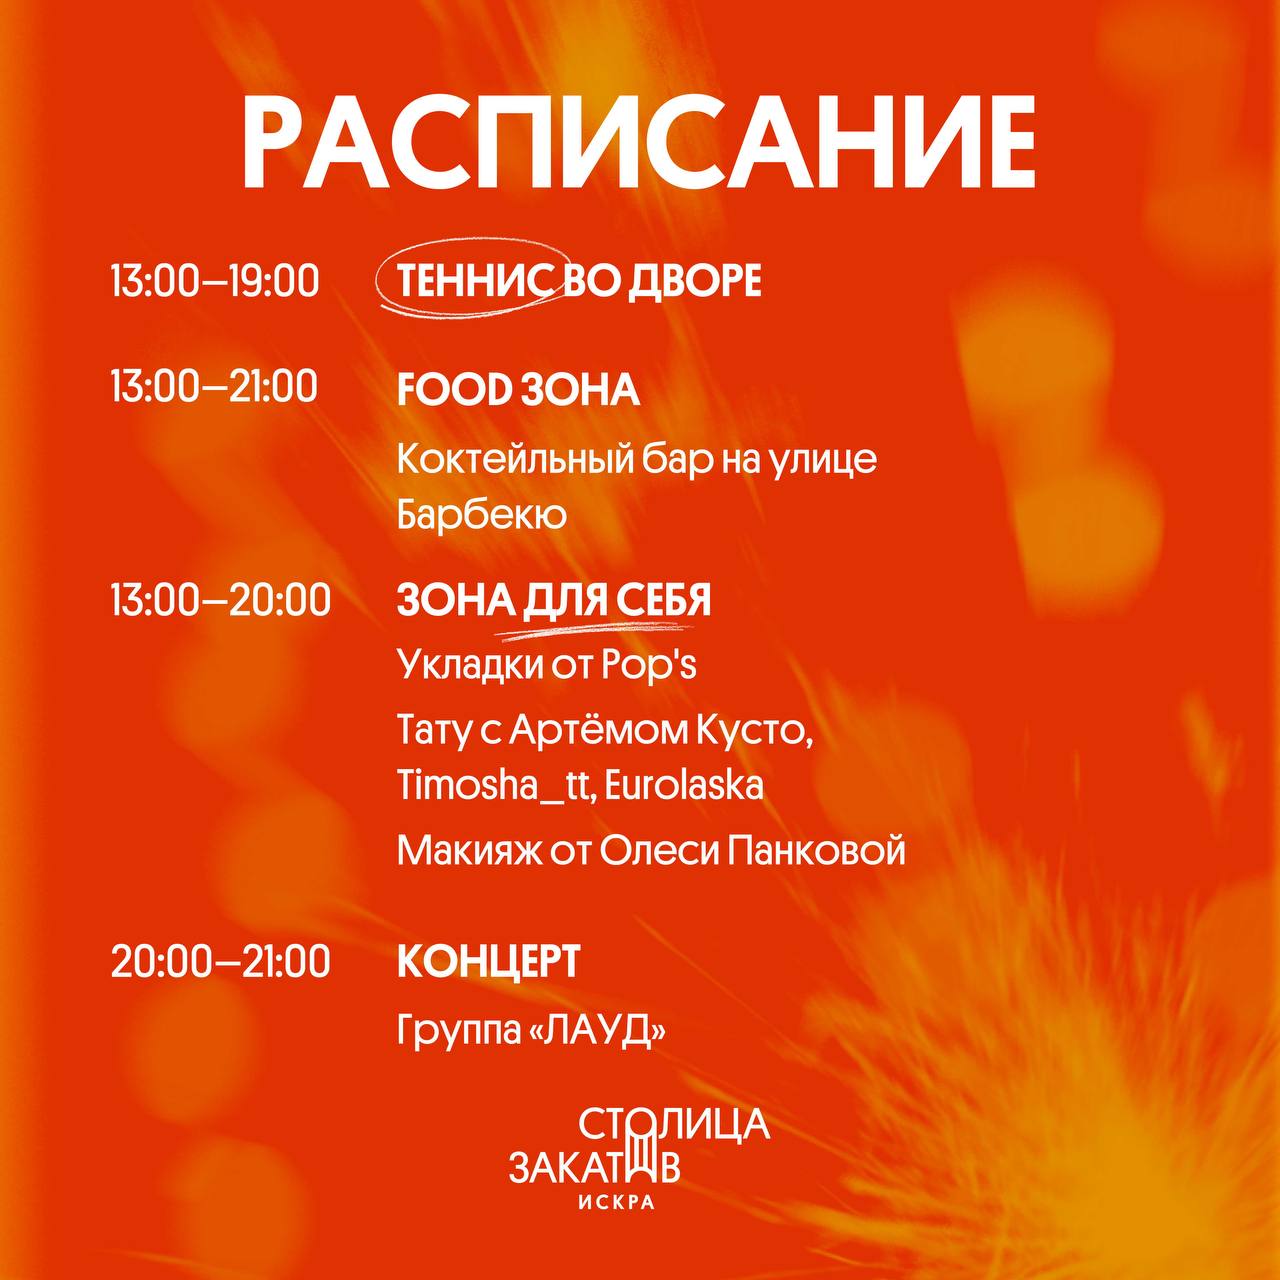 РАСПИСАНИЕ
13:00–19:00 ТЕННИС ВО ДВОРЕ
13:00–21:00 FOOD ЗОНА
Коктейльный бар на улице
Барбекю
13:00–20:00 ЗОНА ДЛЯ СЕБЯ
Укладки от Pop's
Тату с Артёмом Кусто,
Timosha_tt, Eurolaska
Макияж от Олеси Панковой
20:00–21:00 КОНЦЕРТ
Группа «ЛАУД»
СТОЛИЦА
ЗАКАТОВ
ИСКРА